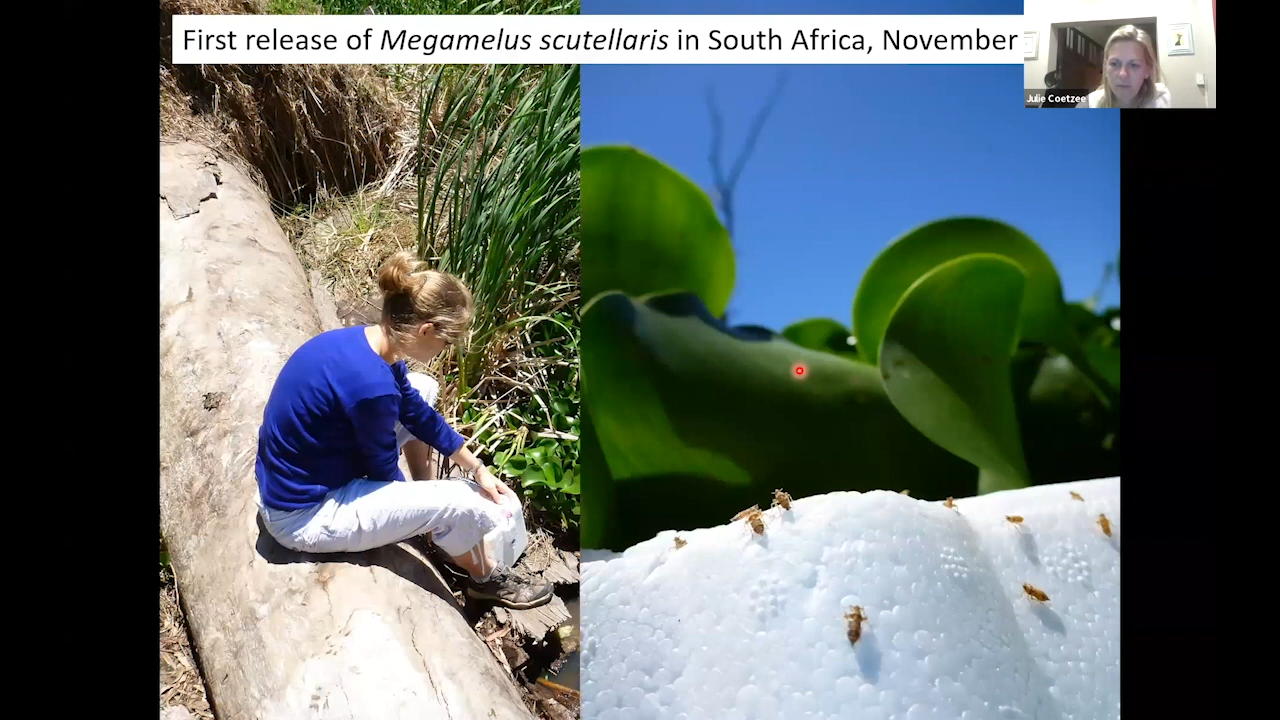 First release of Megamelus scutellaris in South Africa, November
Julie Coetzee